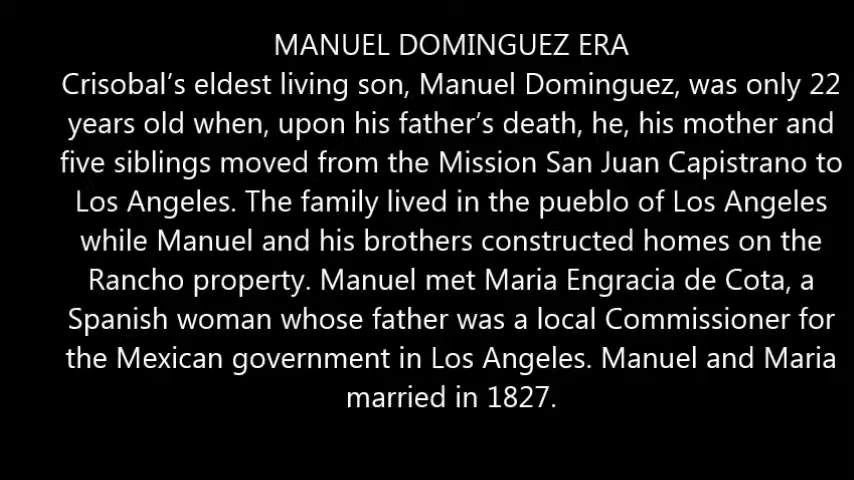 MANUEL DOMINGUEZ ERA
Crisobal’s eldest living son, Manuel Dominguez, was only 22
years old when, upon his father’s death, he, his mother and
five siblings moved from the Mission San Juan Capistrano to
Los Angeles. The family lived in the pueblo of Los Angeles
while Manuel and his brothers constructed homes on the
Rancho property. Manuel met Maria Engracia de Cota, a
Spanish woman whose father was a local Commissioner for
the Mexican government in Los Angeles. Manuel and Maria
married in 1827.